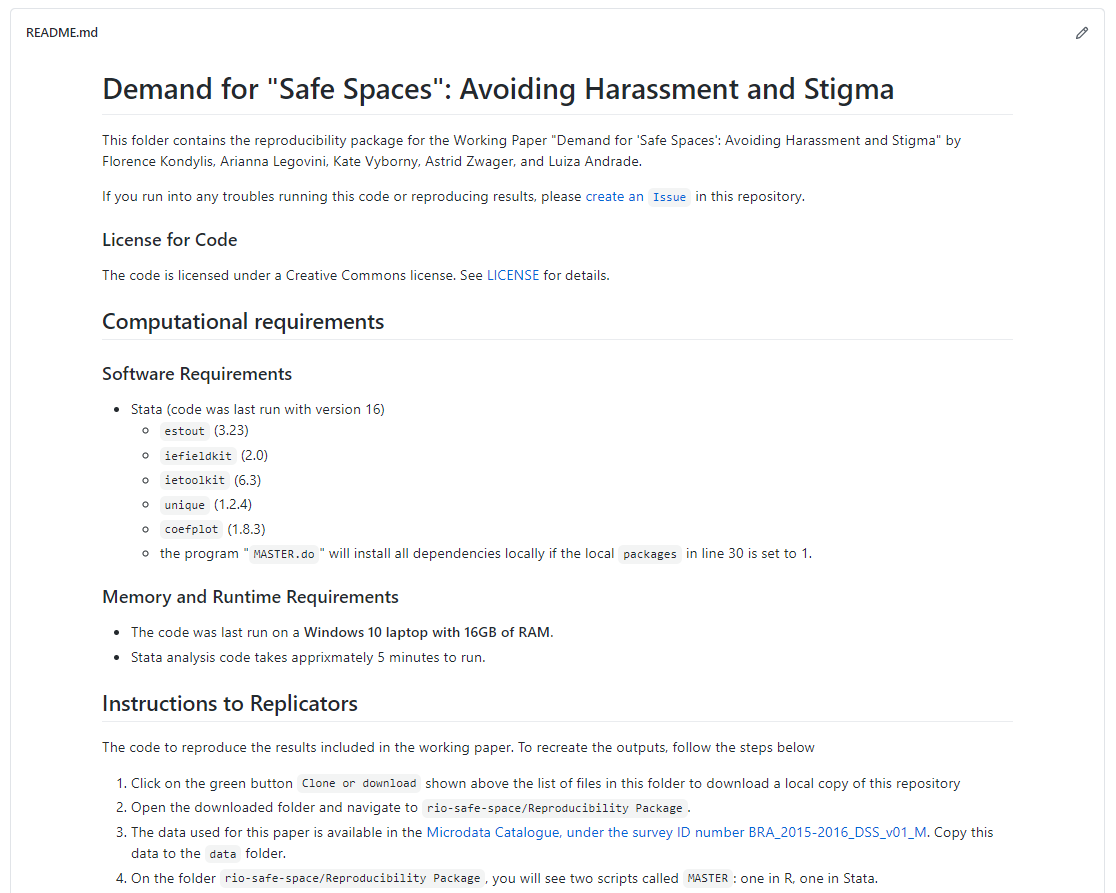 README.md
Demand for "Safe Spaces": Avoiding Harassment and Stigma
This folder contains the reproducibility package for the Working Paper "Demand for 'Safe Spaces': Avoiding Harassment and Stigma" by
Florence Kondylis, Arianna Legovini, Kate Vyborny, Astrid Zwager, and Luiza Andrade.
If you run into any troubles running this code or reproducing results, please create an Issue in this repository.
License for Code
The code is licensed under a Creative Commons license. See LICENSE for details.
Computational requirements
Software Requirements
Stata (code was last run with version 16)
estout (3.23)
iefieldkit (2.0)
ietoolkit (6.3)
unique (1.2.4)
coefplot (1.8.3)
the program "MASTER.do" will install all dependencies locally if the local packages in line 30 is set to 1.
Memory and Runtime Requirements
The code was last run on a Windows 10 laptop with 16GB of RAM.
Stata analysis code takes apprixmately 5 minutes to run.
Instructions to Replicators
The code to reproduce the results included in the working paper. To recreate the outputs, follow the steps below
1. Click on the green button Clone or download shown above the list of files in this folder to download a local copy of this repository
2. Open the downloaded folder and navigate to rio-safe-space/Reproducibility Package.
3. The data used for this paper is available in the Microdata Catalogue, under the survey ID number BRA_2015-2016_DSS_v01_M. Copy this
data to the data folder.
4. On the folder rio-safe-space/Reproducibility Package, you will see two scripts called MASTER: one in R, one in Stata.